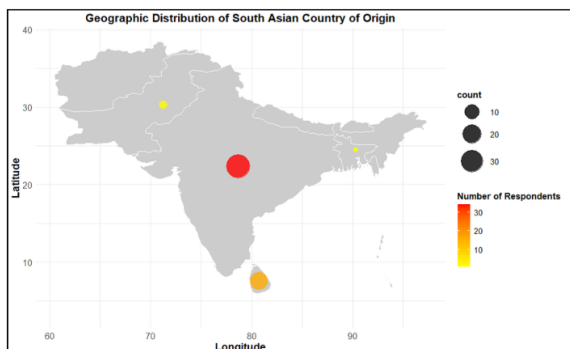 Geographic Distribution of South Asian Country of Origin
40
30
20
10
Latitude
60
70
80
90
Longitude
count
10
20
30
Number of Respondents
30
20
10